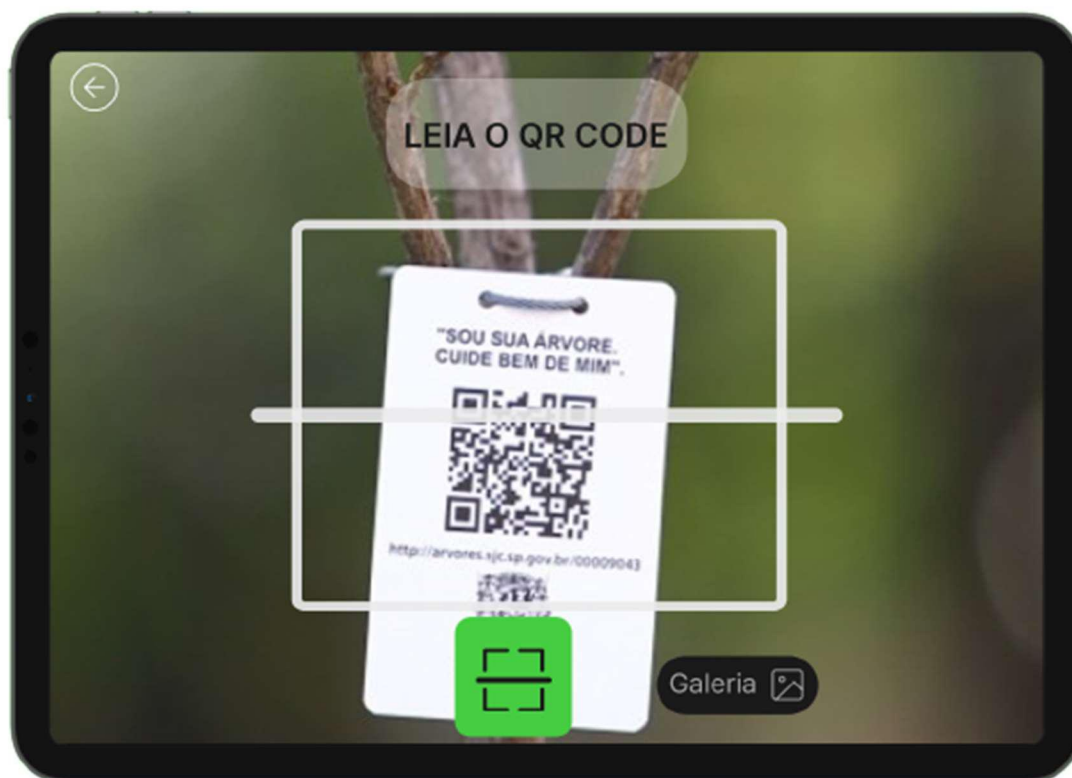 LEIA O QR CODE
"SOU SUA ÁRVORE.
CUIDE BEM DE MIM".
http://arvores.sjc.sp.gov.br/00009043
Galeria